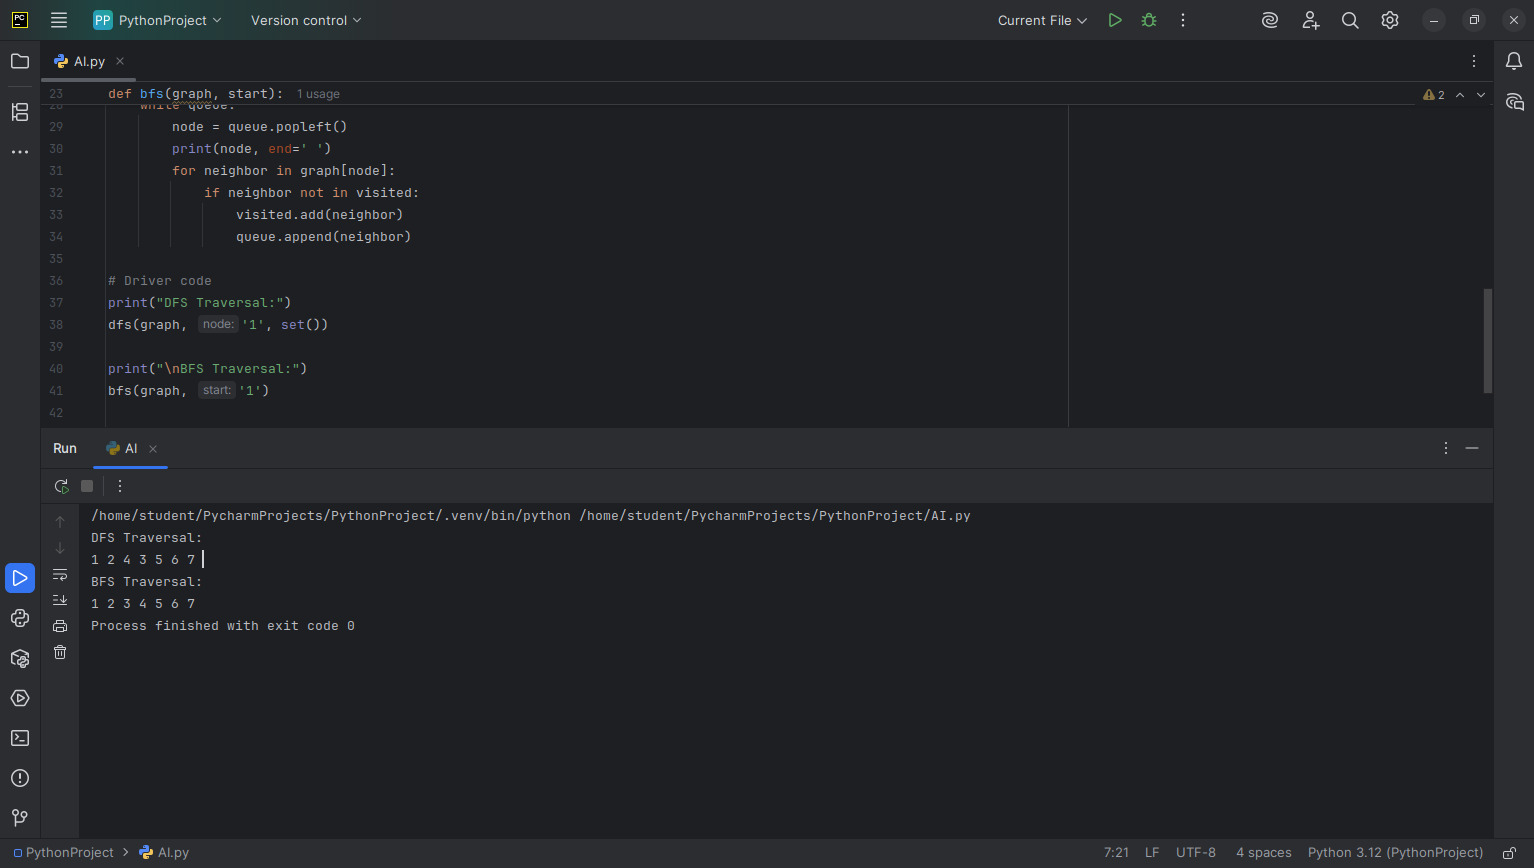 PC
PP PythonProject Version control Current File
AI.py
23 def bfs(graph, start): 1 usage 2
28 while queue:
29 node = queue.popleft()
30 print(node, end=' ')
31 for neighbor in graph[node]:
32 if neighbor not in visited:
33 visited.add(neighbor)
34 queue.append(neighbor)
35
36 # Driver code
37 print("DFS Traversal:")
38 dfs(graph, node: '1', set())
39
40 print("\nBFS Traversal:")
41 bfs(graph, start: '1')
42
Run AI
/home/student/PycharmProjects/PythonProject/.venv/bin/python /home/student/PycharmProjects/PythonProject/AI.py
DFS Traversal:
1 2 4 3 5 6 7
BFS Traversal:
1 2 3 4 5 6 7
Process finished with exit code 0
PythonProject AI.py 7:21 LF UTF-8 4 spaces Python 3.12 (PythonProject)